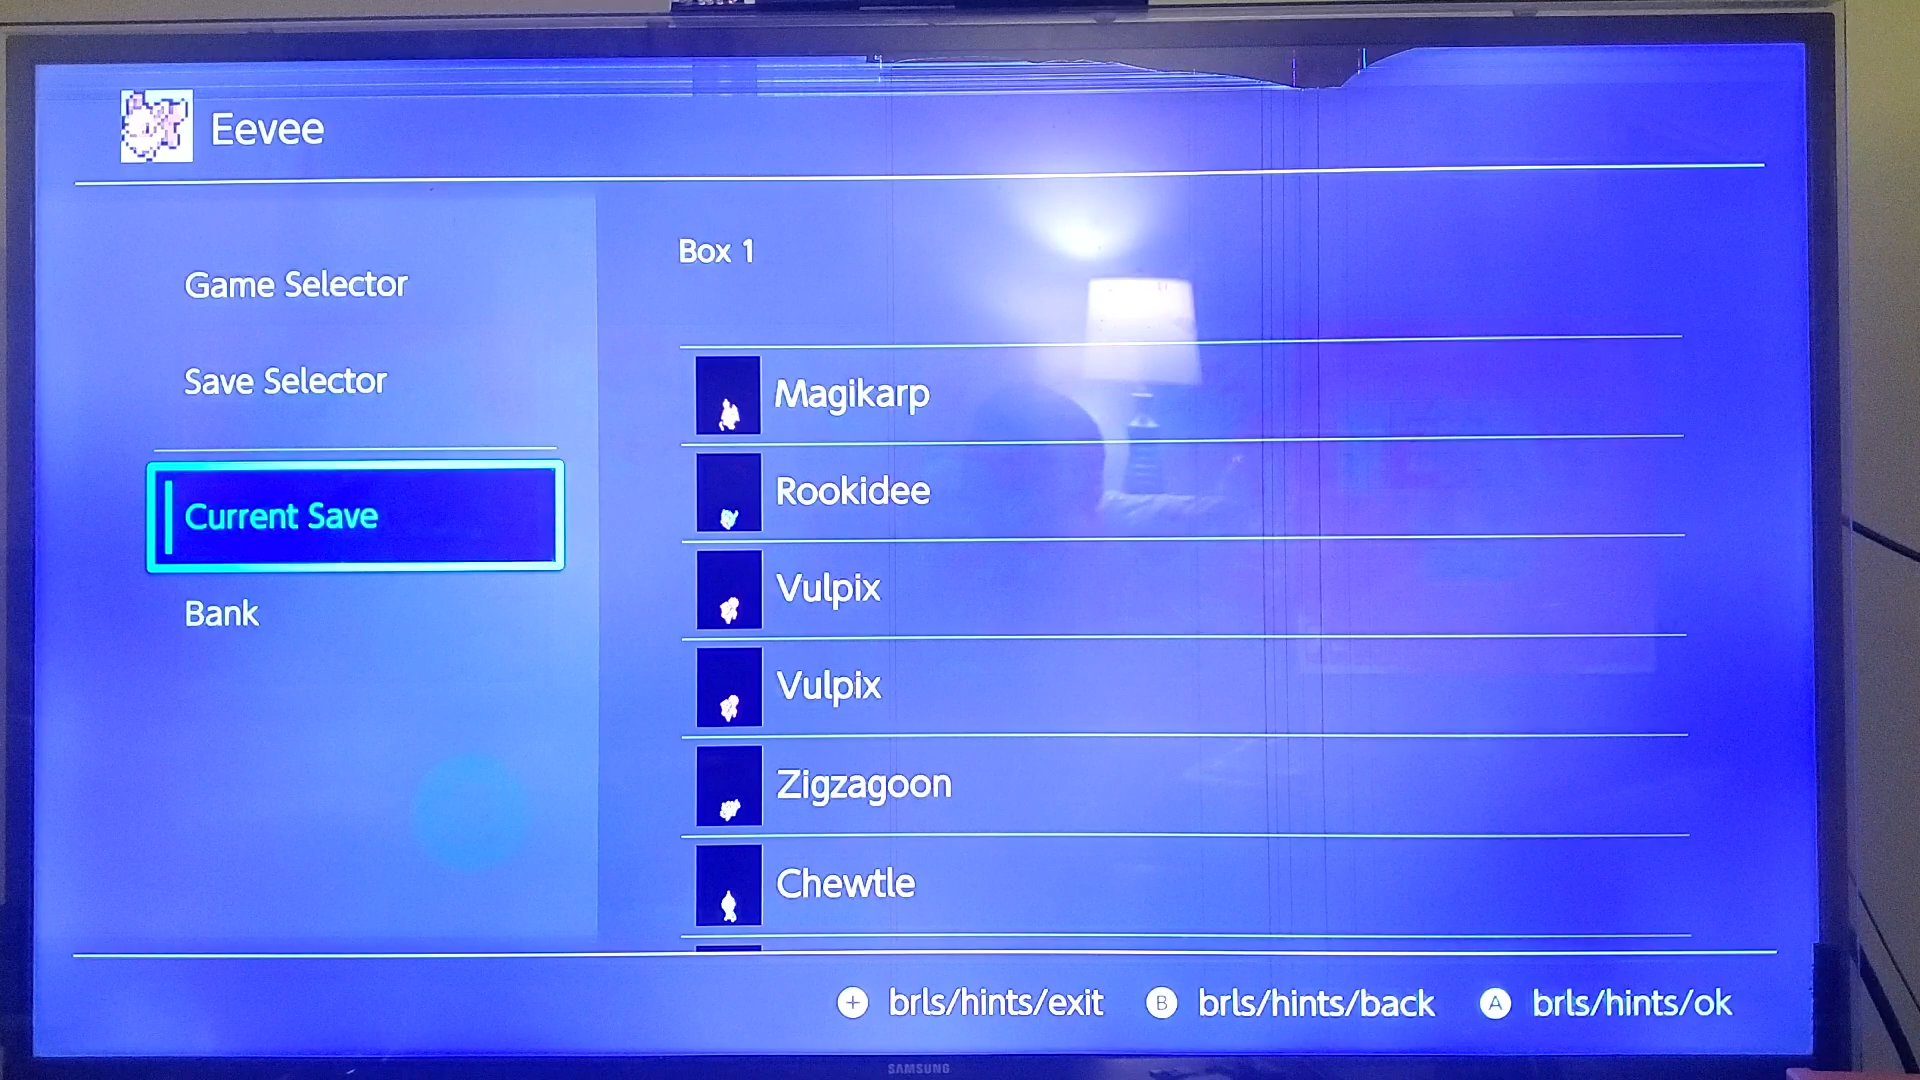 Eevee
Game Selector
Save Selector
Current Save
Bank
Box 1
Magikarp
Rookidee
Vulpix
Vulpix
Zigzagoon
Chewtle
+ brls/hints/exit B brls/hints/back A brls/hints/ok
SAMSUNG